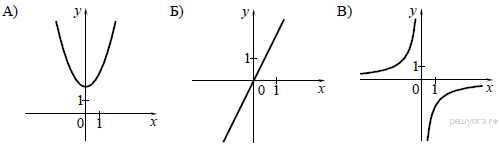 А) y 1 0 1 x
Б) y 1 0 1 x
В) y 1 0 1 x
решуогэ.рф